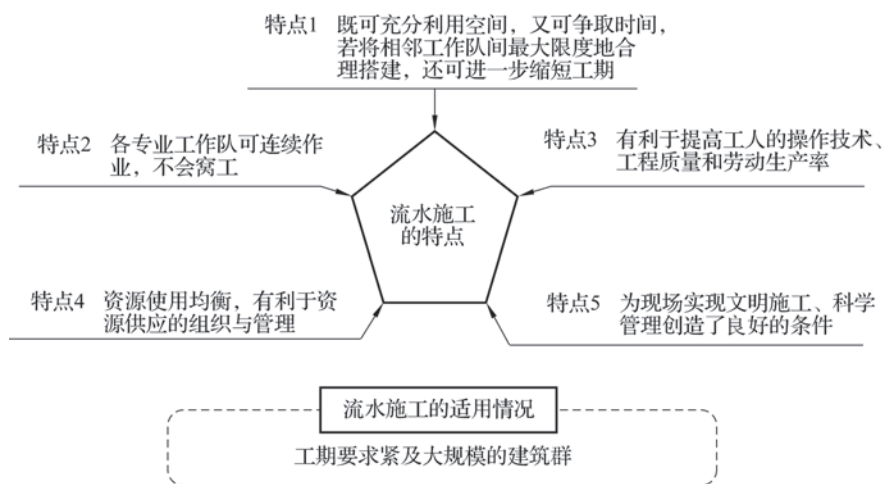 特点1 既可充分利用空间，又可争取时间，
若将相邻工作队间最大限度地合
理搭建，还可进一步缩短工期
特点2 各专业工作队可连续作
业，不会窝工
特点3 有利于提高工人的操作技术、
工程质量和劳动生产率
流水施工
的特点
特点4 资源使用均衡，有利于资
源供应的组织与管理
特点5 为现场实现文明施工、科学
管理创造了良好的条件
流水施工的适用情况
工期要求紧及大规模的建筑群